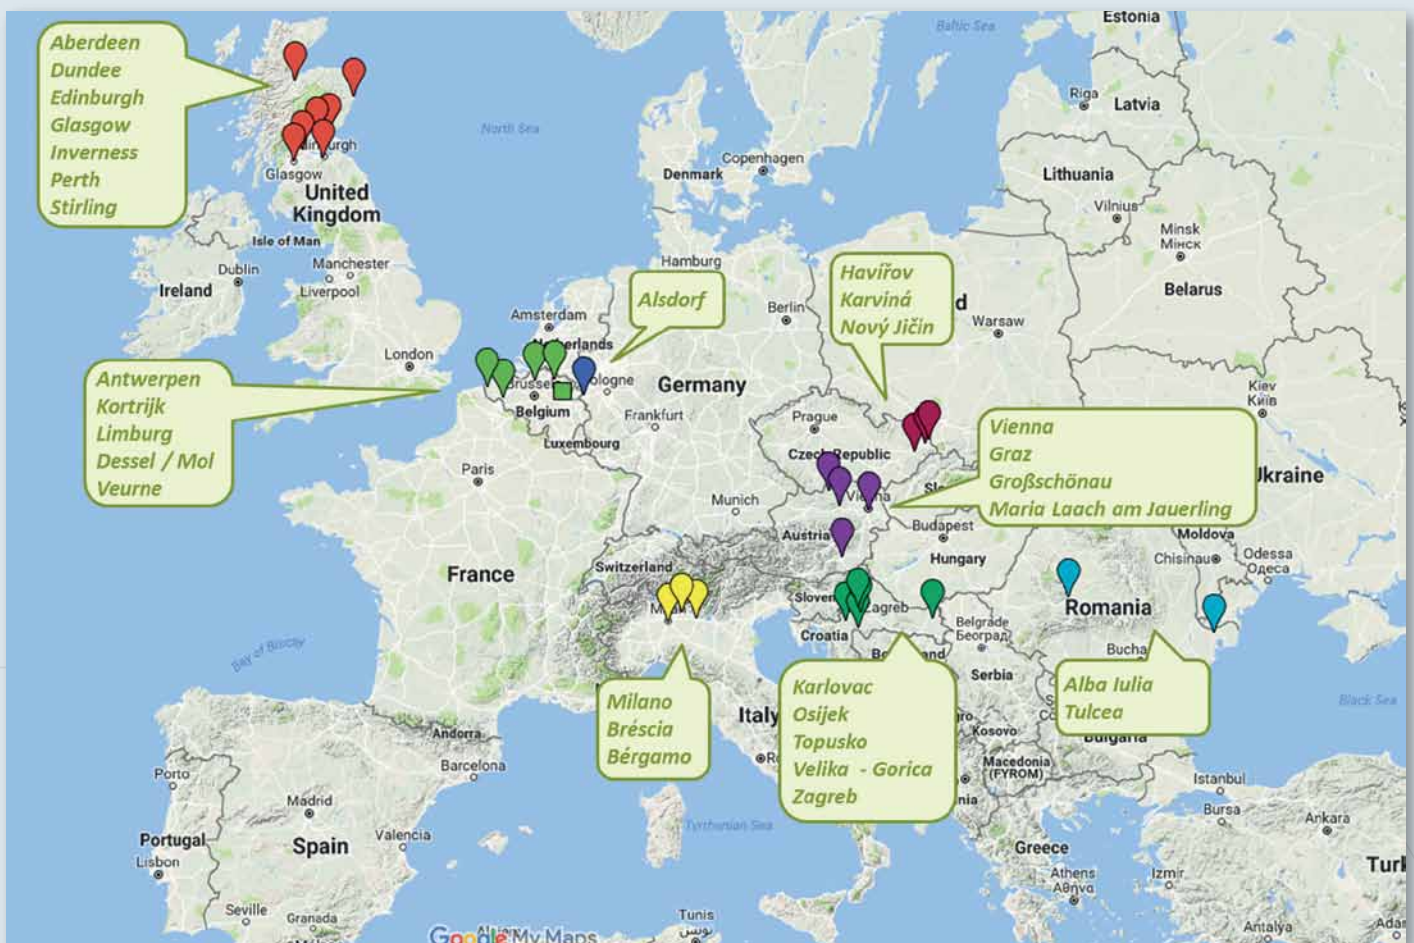 Aberdeen
Dundee
Edinburgh
Glasgow
Inverness
Perth
Stirling
Baltic Sea
Estonia
Riga
Latvia
North Sea
Glasgow
United
Kingdom
Copenhagen
Denmark
Lithuania
Vilnius
Minsk
Мінск
Isle of Man
Dublin
Manchester
Ireland
Liverpool
Hamburg
Belarus
Alsdorf
Havířov
Karviná
Nový Jičín
Amsterdam
Berlin
Warsaw
London
Germany
Belgium
Frankfurt
Luxembourg
Prague
Kiev
Київ
Antwerpen
Kortrijk
Limburg
Dessel / Mol
Veurne
Paris
Munich
Vienna
Graz
Großschönau
Maria Laach am Jauerling
Austria
Budapest
Hungary
Moldova
Chisinau
Odessa
Одеса
Switzerland
France
Zagreb
Croatia
Romania
Belgrade
Београд
Serbia
Bay of Biscay
Milano
Bréscia
Bérgamo
Italy
Karlovac
Osijek
Topusko
Velika - Gorica
Zagreb
Alba Iulia
Tulcea
Bulgaria
Black Sea
Kosovo
Macedonia
(FYROM)
Andorra
Barcelona
Porto
Madrid
Portugal
Spain
Valencia
Lisbon
Seville
Granada
Tyrrhenian Sea
Istanbul
Bursa
Ankara
Greece
Athens
Αθήνα
Izmir
Antalya
Tunis
تونس
Google My Maps